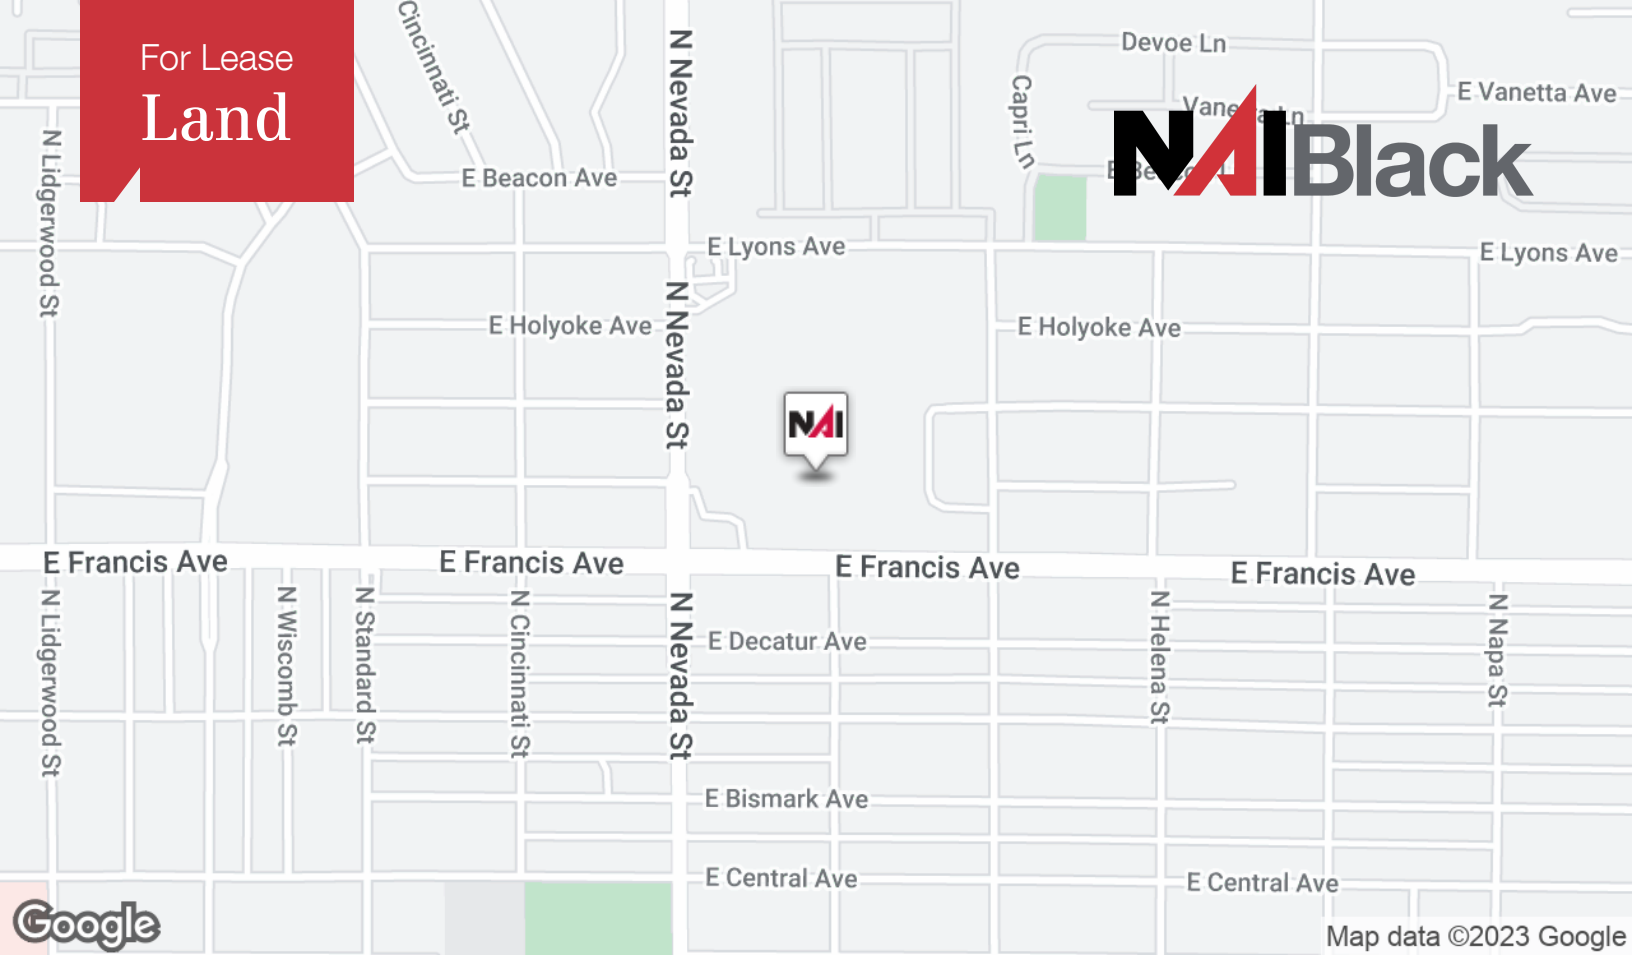 For Lease
Land
Cincinnati St
N Nevada St
Devoe Ln
E Vanetta Ave
Capri Ln
N Lidgerwood St
NAI Black
E Beacon Ave
E Lyons Ave
E Lyons Ave
N Nevada St
E Holyoke Ave
E Holyoke Ave
NAI
E Francis Ave
E Francis Ave
E Francis Ave
E Francis Ave
N Lidgerwood St
N Wiscomb St
N Standard St
N Cincinnati St
N Nevada St
E Decatur Ave
N Helena St
N Napa St
E Bismark Ave
E Central Ave
E Central Ave
Google
Map data ©2023 Google